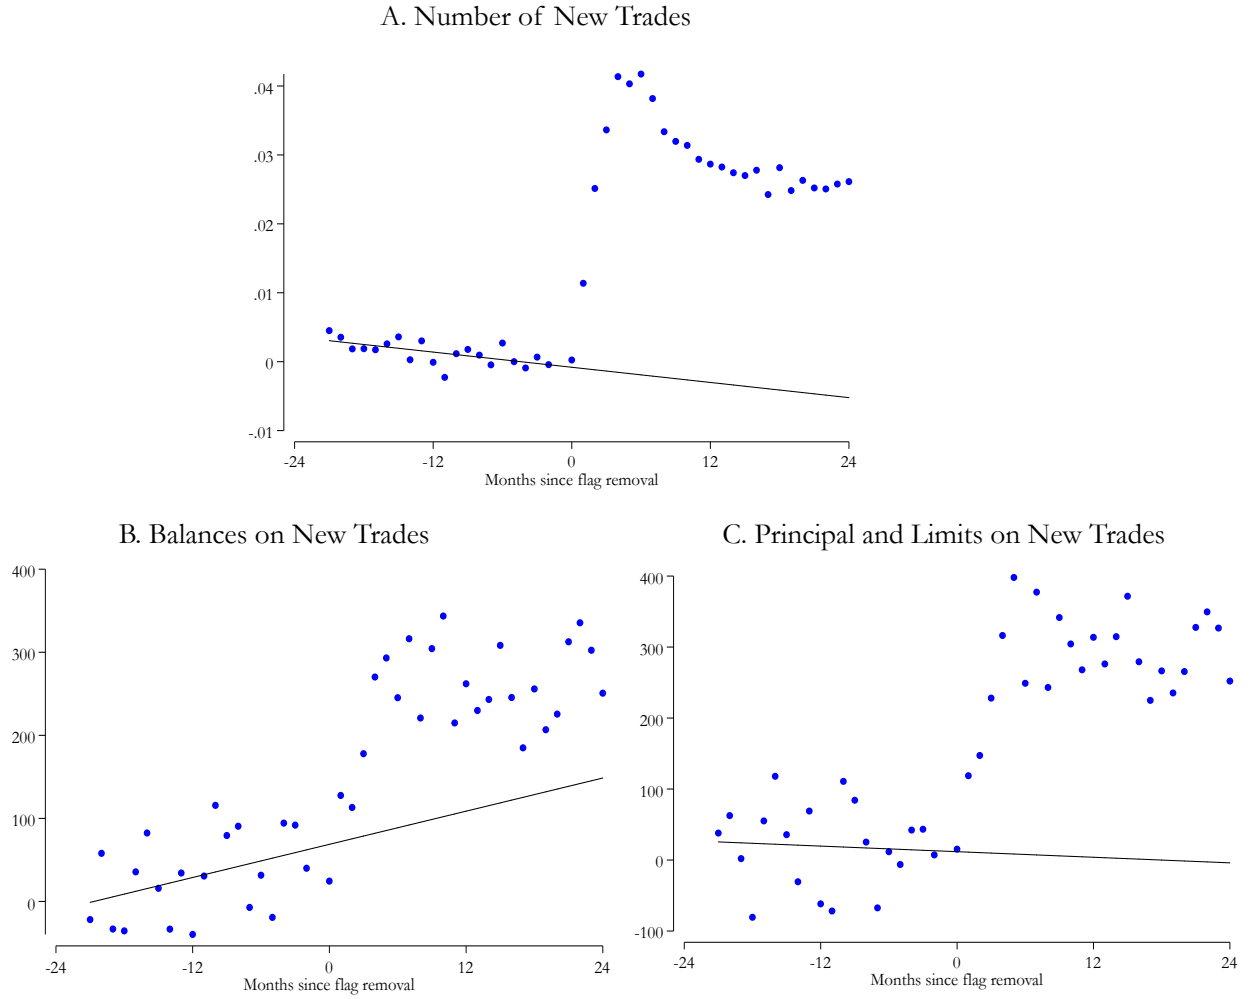 A. Number of New Trades
.04
.03
.02
.01
0
-.01
-24 -12 0 12 24
Months since flag removal
B. Balances on New Trades
400
300
200
100
0
-24 -12 0 12 24
Months since flag removal
C. Principal and Limits on New Trades
400
300
200
100
0
-100
-24 -12 0 12 24
Months since flag removal